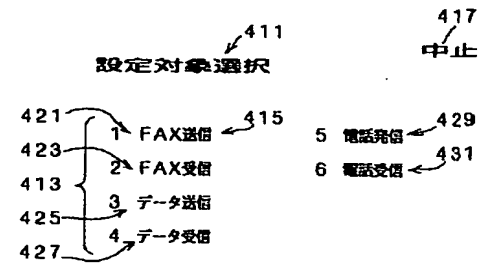 417
411
中止
設定対象選択
421
415
429
1 FAX送信
5 電話発信
423
431
2 FAX受信
6 電話受信
413
3 データ送信
425
4 データ受信
427